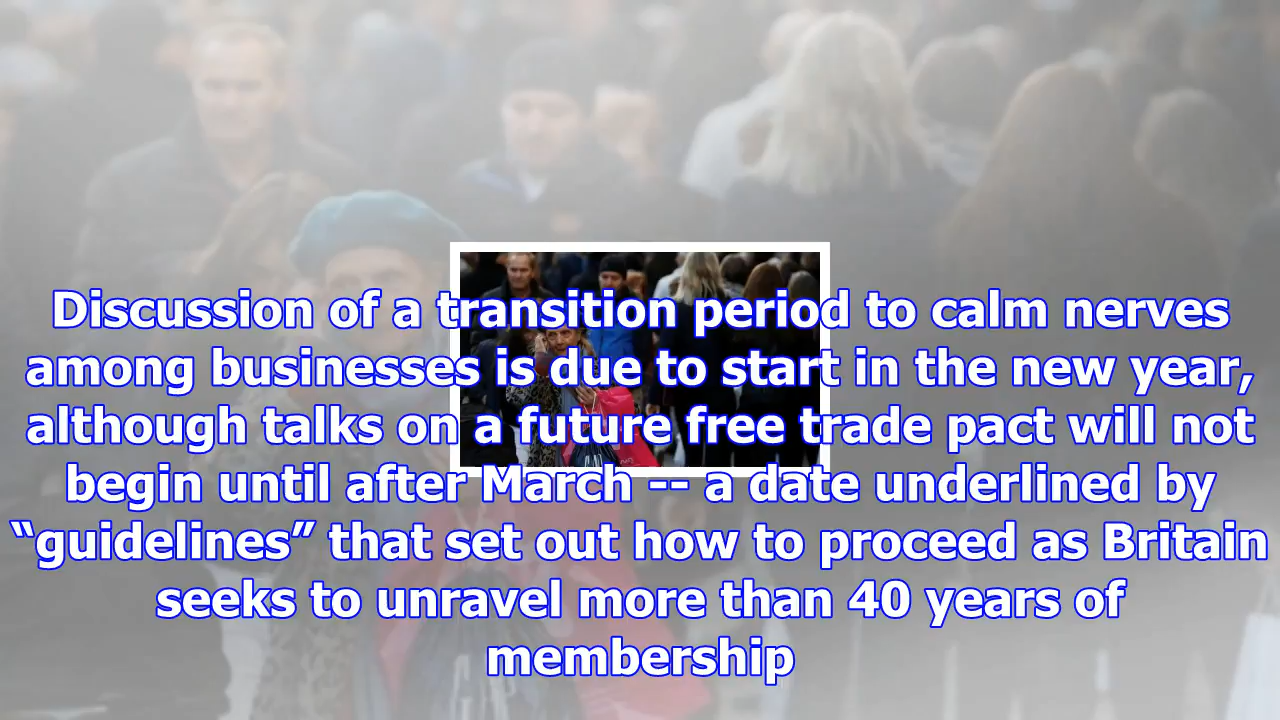 Discussion of a transition period to calm nerves
among businesses is due to start in the new year,
although talks on a future free trade pact will not
begin until after March -- a date underlined by
“guidelines” that set out how to proceed as Britain
seeks to unravel more than 40 years of
membership